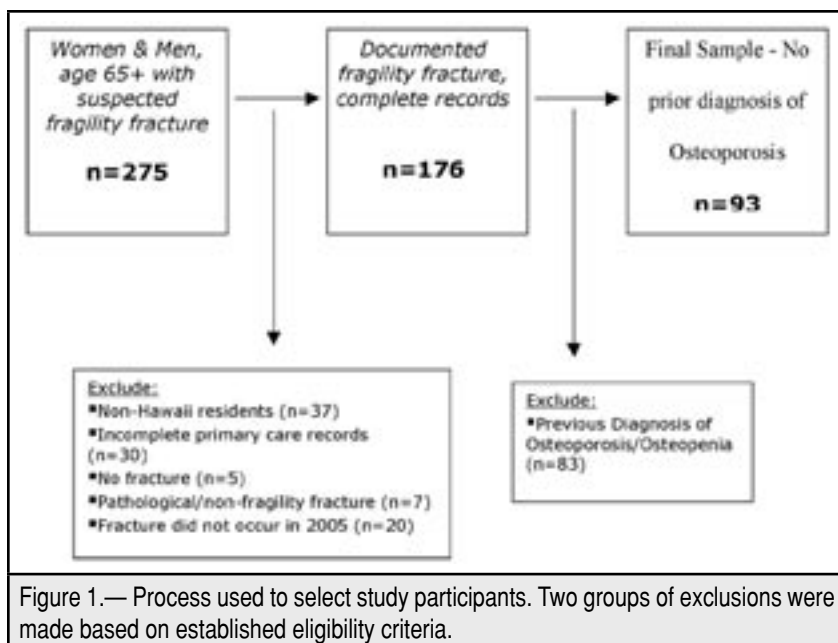 Women & Men,
age 65+ with
suspected
fragility fracture
n=275
Documented
fragility fracture,
complete records
n=176
Final Sample - No
prior diagnosis of
Osteoporosis
n=93
Exclude:
▪Non-Hawaii residents (n=37)
▪Incomplete primary care records
(n=30)
▪No fracture (n=5)
▪Pathological/non-fragility fracture (n=7)
▪Fracture did not occur in 2005 (n=20)
Exclude:
▪Previous Diagnosis of
Osteoporosis/Osteopenia
(n=83)
Figure 1.— Process used to select study participants. Two groups of exclusions were
made based on established eligibility criteria.